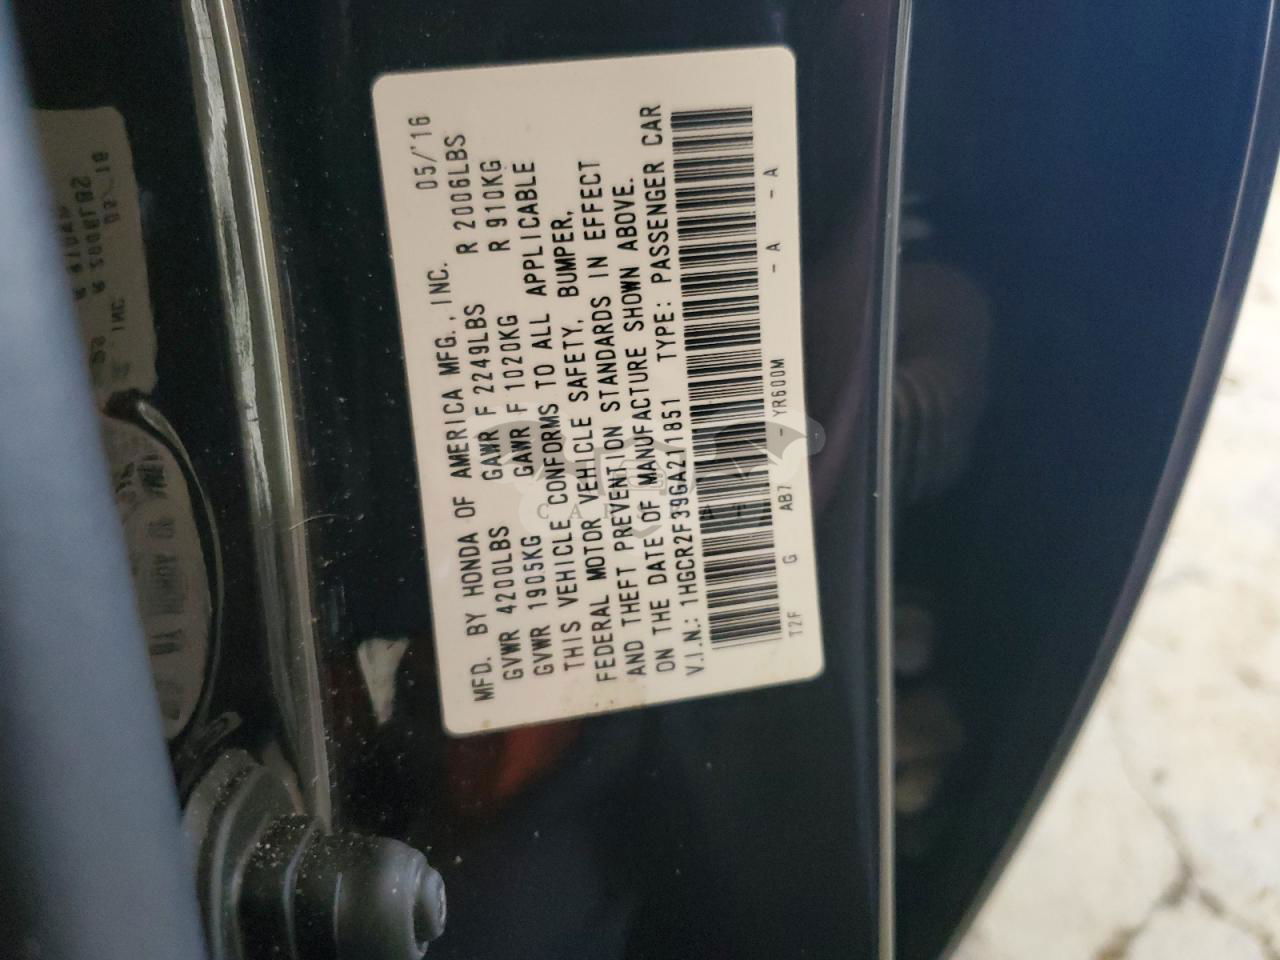 MFD. BY HONDA OF AMERICA MFG., INC. 05/'16
GVWR 4200LBS GAWR F 2249LBS R 2006LBS
GVWR 1905KG GAWR F 1020KG R 910KG
THIS VEHICLE CONFORMS TO ALL APPLICABLE
FEDERAL MOTOR VEHICLE SAFETY, BUMPER,
AND THEFT PREVENTION STANDARDS IN EFFECT
ON THE DATE OF MANUFACTURE SHOWN ABOVE.
V.I.N.: 1HGCR2F39GA211851 TYPE: PASSENGER CAR
T2F G AB7 - YR600M - A - A